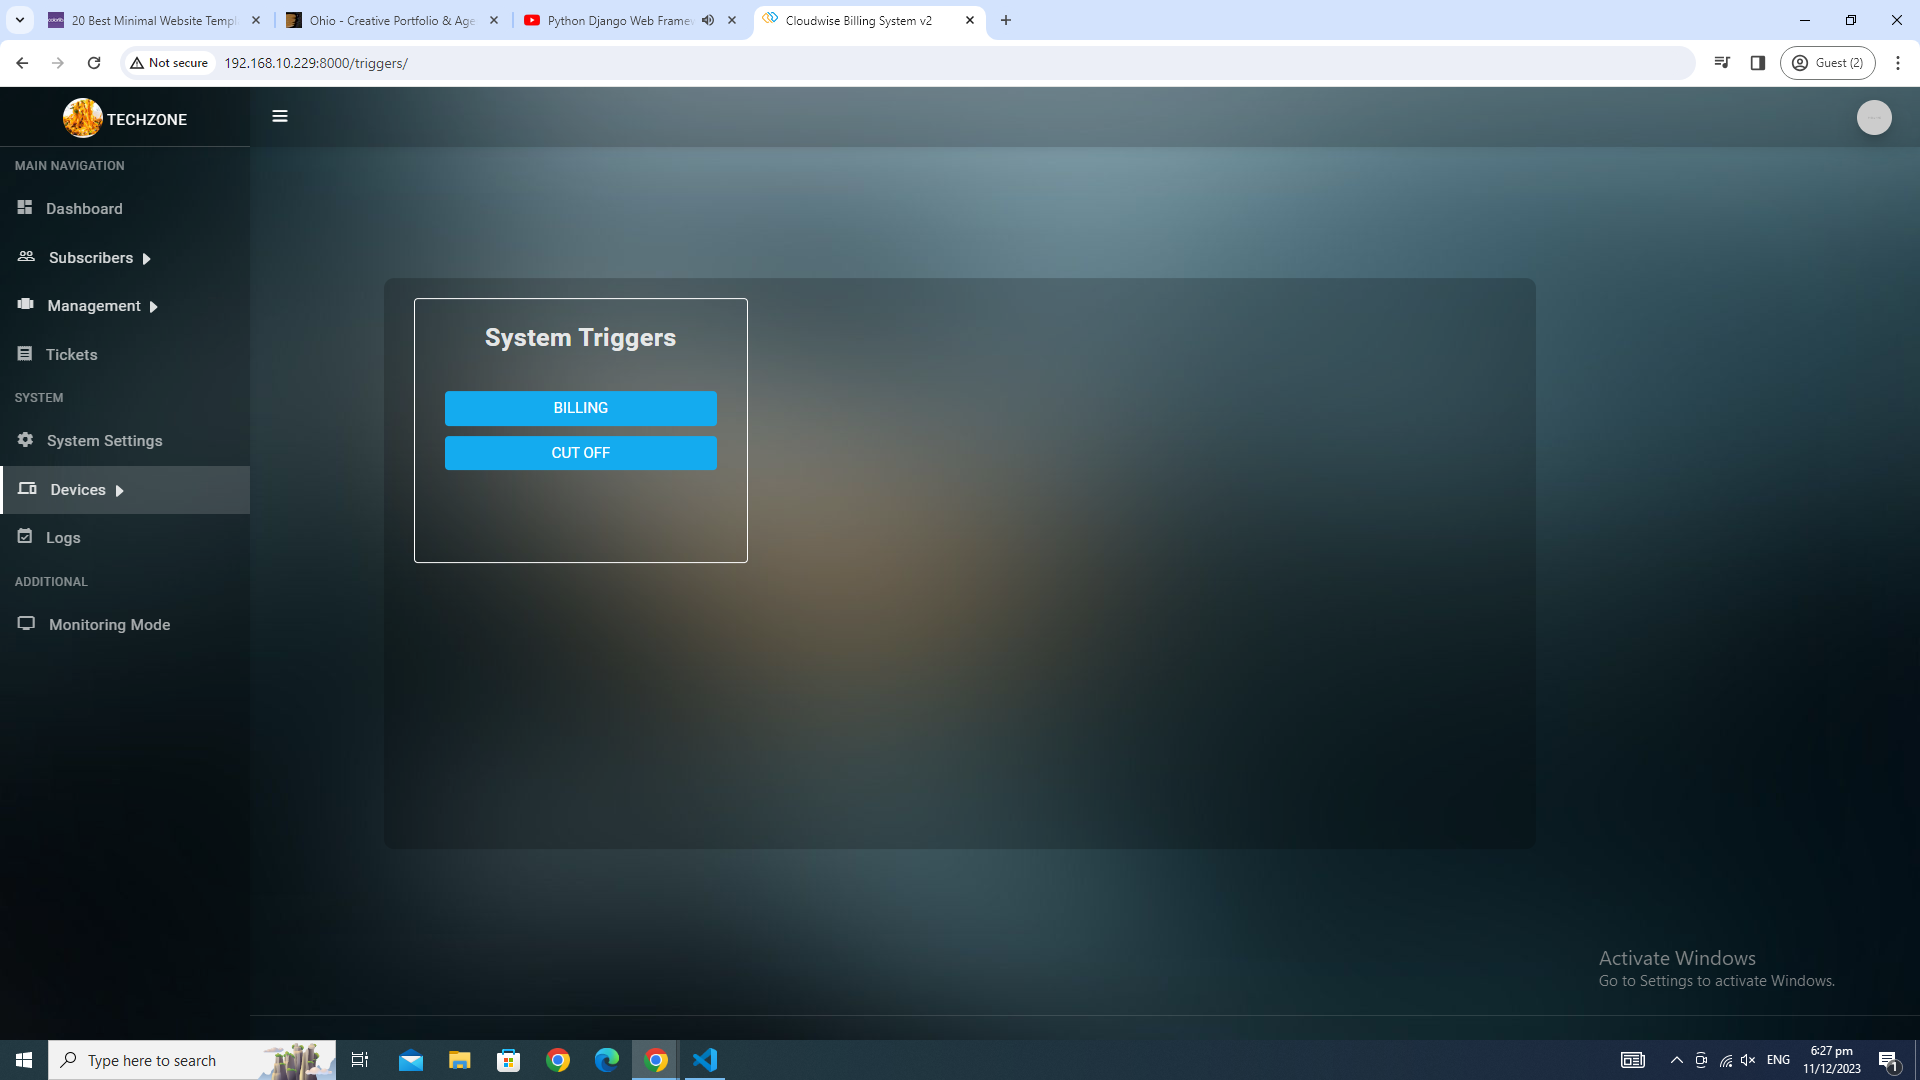 20 Best Minimal Website Templ
Ohio - Creative Portfolio & Age
Python Django Web Framew
Cloudwise Billing System v2
Not secure
192.168.10.229:8000/triggers/
Guest (2)
TECHZONE
MAIN NAVIGATION
Dashboard
Subscribers
Management
Tickets
SYSTEM
System Settings
Devices
Logs
ADDITIONAL
Monitoring Mode
System Triggers
BILLING
CUT OFF
Activate Windows
Go to Settings to activate Windows.
Type here to search
ENG
6:27 pm
11/12/2023
1